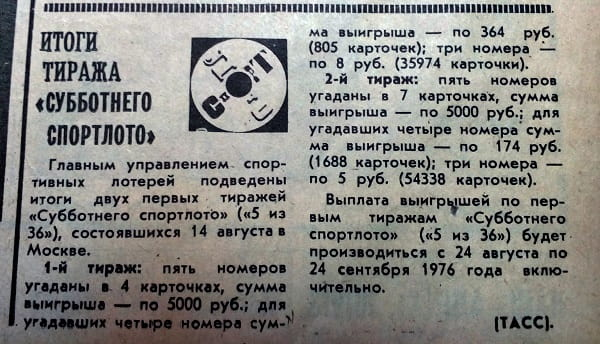 ИТОГИ
ТИРАЖА
«СУББОТНЕГО
СПОРТЛОТО»
Главным управлением спор-
тивных лотерей подведены
итоги двух первых тиражей
«Субботнего спортлото» («5 из
36»), состоявшихся 14 августа в
Москве.
1-й тираж: пять номеров
угаданы в 4 карточках, сумма
выигрыша — по 5000 руб.; для
угадавших четыре номера сум-
ма выигрыша — по 364 руб.
(805 карточек); три номера —
по 8 руб. (35974 карточки).
2-й тираж: пять номеров
угаданы в 7 карточках, сумма
выигрыша — по 5000 руб.; для
угадавших четыре номера сум-
ма выигрыша — по 174 руб.
(1688 карточек); три номера —
по 5 руб. (54338 карточек).
Выплата выигрышей по пер-
вым тиражам «Субботнего
спортлото» («5 из 36») будет
производиться с 24 августа по
24 сентября 1976 года вклю-
чительно.
(ТАСС).